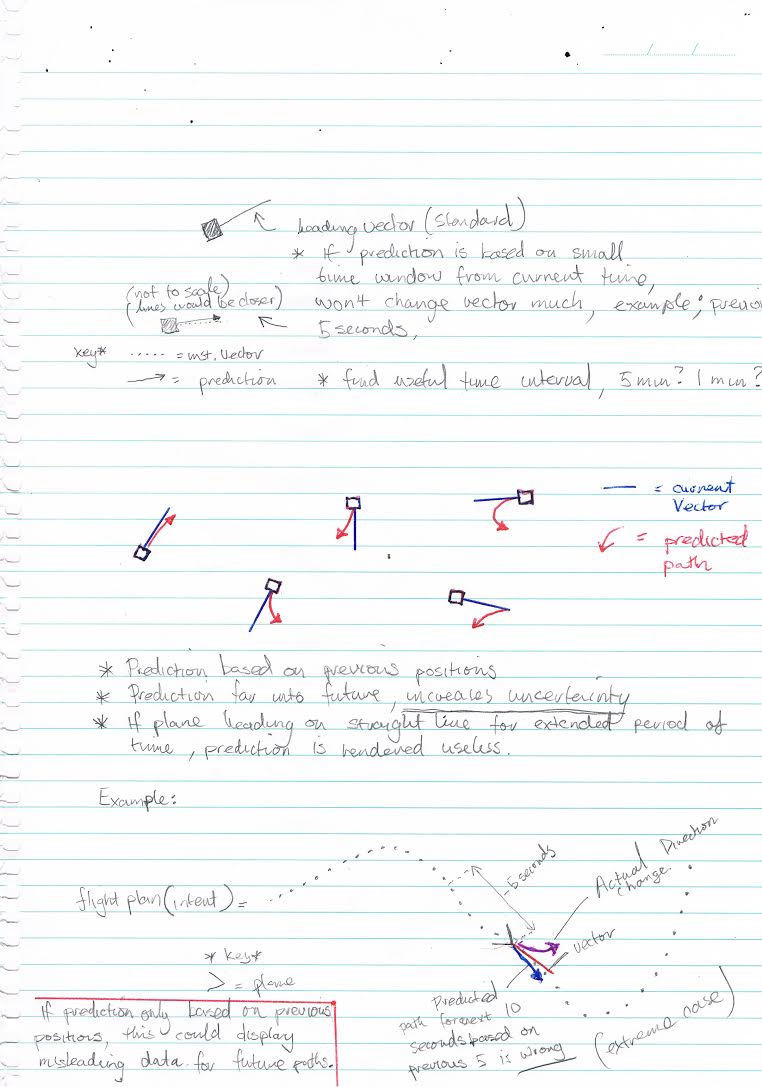 heading vector (standard)
* If prediction is based on small
time window from current time,
(not to scale)
(lines would be closer)
won't change vector much, example; previo
5 seconds,
key* ..... = inst. vector
→ = prediction
* find useful time interval, 5 min? 1 min?
— = current
vector
= predicted
path
* Prediction based on previous positions
* Prediction far into future, increases uncertainty
* If plane heading on straight line for extended period of
time, prediction is rendered useless.
Example:
5 seconds
Actual Direction
change.
flight plan (intent) =
vector
* key *
> = plane
If prediction only based on previous
positions, this could display
misleading data for future paths.
Predicted
path for next 10
seconds based on
previous 5 is wrong
(extreme case)